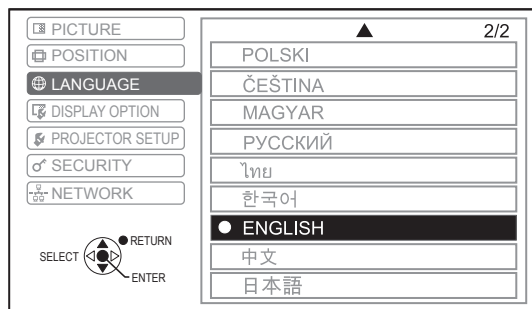 PICTURE
POSITION
LANGUAGE
DISPLAY OPTION
PROJECTOR SETUP
SECURITY
NETWORK
SELECT
RETURN
ENTER
2/2
POLSKI
ČEŠTINA
MAGYAR
РУССКИЙ
ไทย
한국어
ENGLISH
中文
日本語